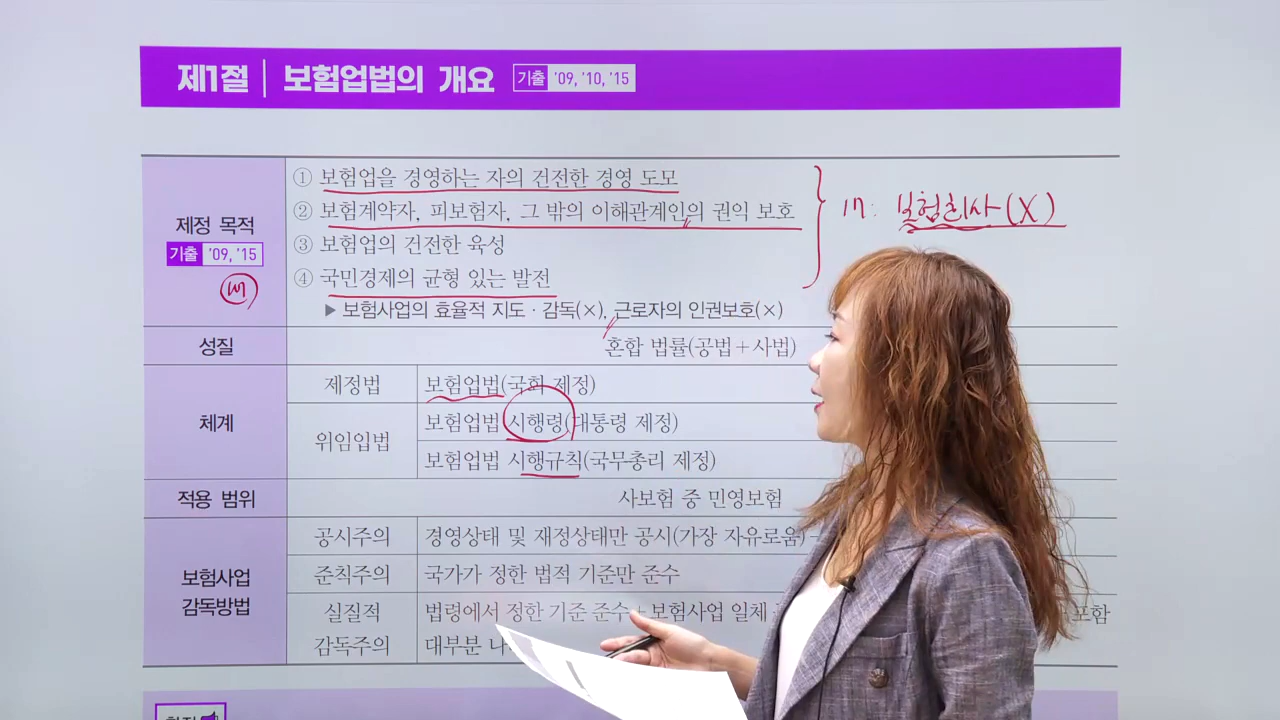 제1절 보험업법의 개요 기출 '09, '10, '15
제정 목적
기출 '09, '15
① 보험업을 경영하는 자의 건전한 경영 도모
② 보험계약자, 피보험자, 그 밖의 이해관계인의 권익 보호
③ 보험업의 건전한 육성
④ 국민경제의 균형 있는 발전
▶ 보험사업의 효율적 지도 · 감독(×), 근로자의 인권보호(×)
보험회사(X)
성질 혼합 법률(공법+사법)
체계
제정법 보험업법(국회 제정)
위임입법
보험업법 시행령(대통령 제정)
보험업법 시행규칙(국무총리 제정)
적용 범위 사보험 중 민영보험
보험사업
감독방법
공시주의 경영상태 및 재정상태만 공시(가장 자유로움)
준칙주의 국가가 정한 법적 기준만 준수
실질적
감독주의
법령에서 정한 기준 준수+보험사업 일체 포함
대부분